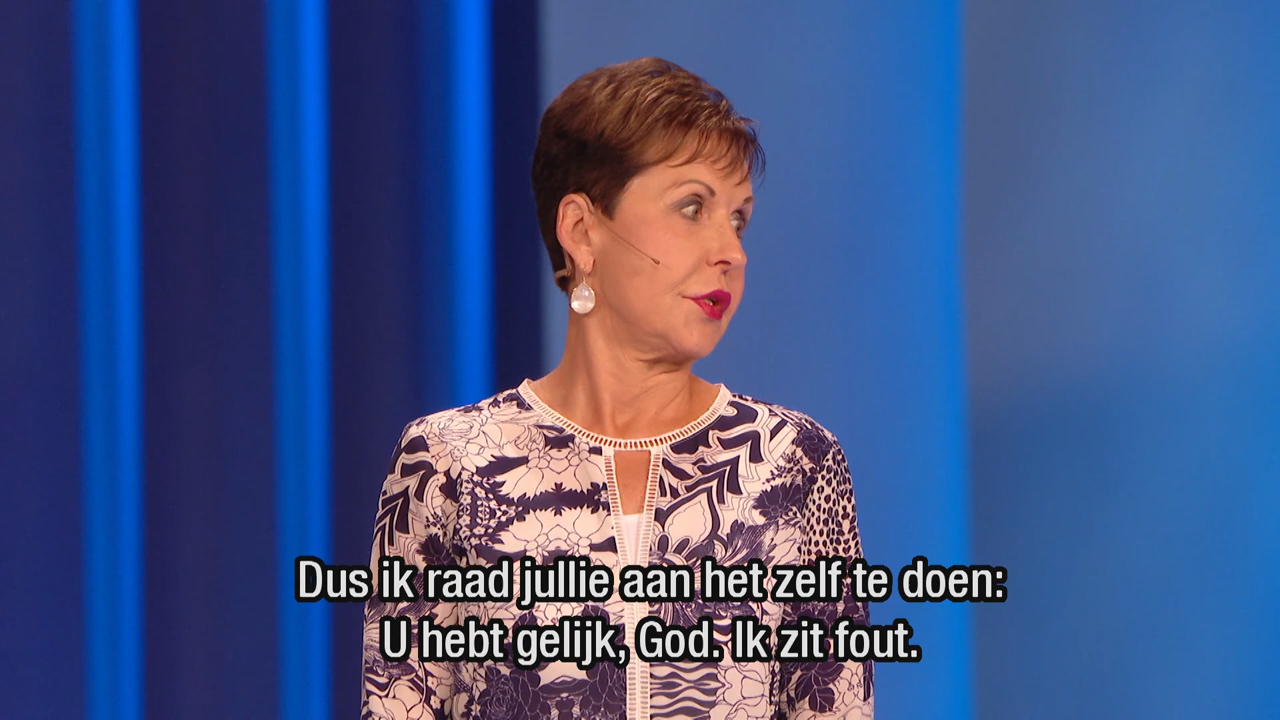 Dus ik raad jullie aan het zelf te doen:
U hebt gelijk, God. Ik zit fout.